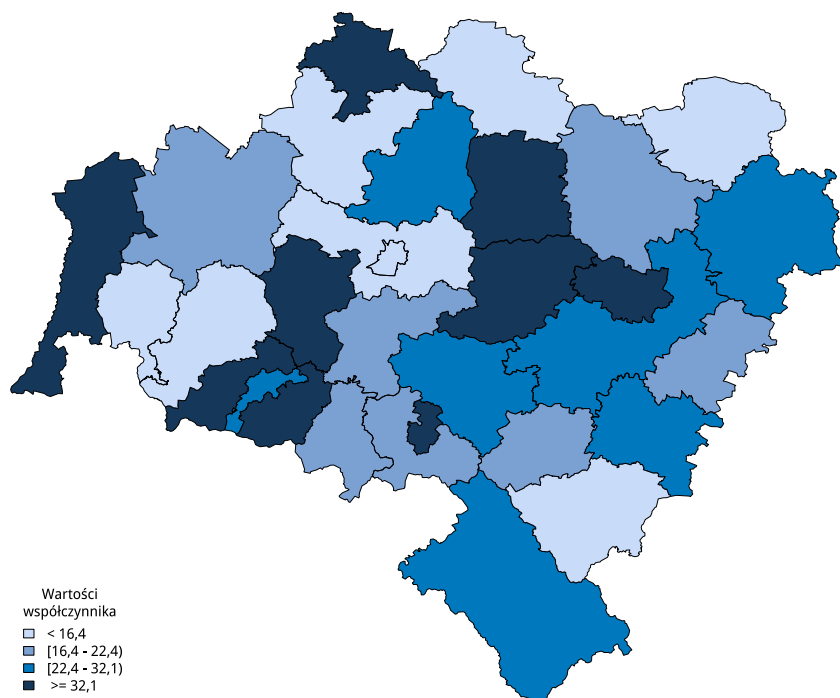 Wartości
współczynnika
< 16,4
[16,4 - 22,4)
[22,4 - 32,1)
>= 32,1